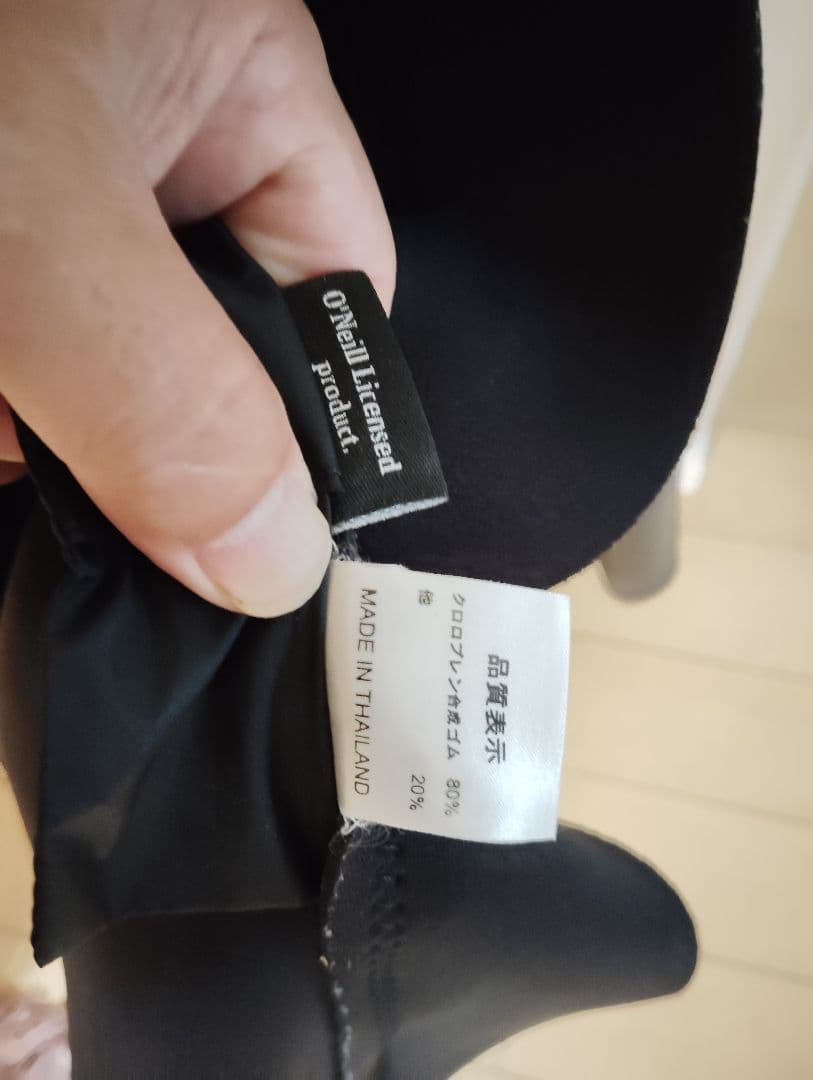 O'Neill Licensed
product.
品質表示
クロロプレン合成ゴム 80%
他 20%
MADE IN THAILAND